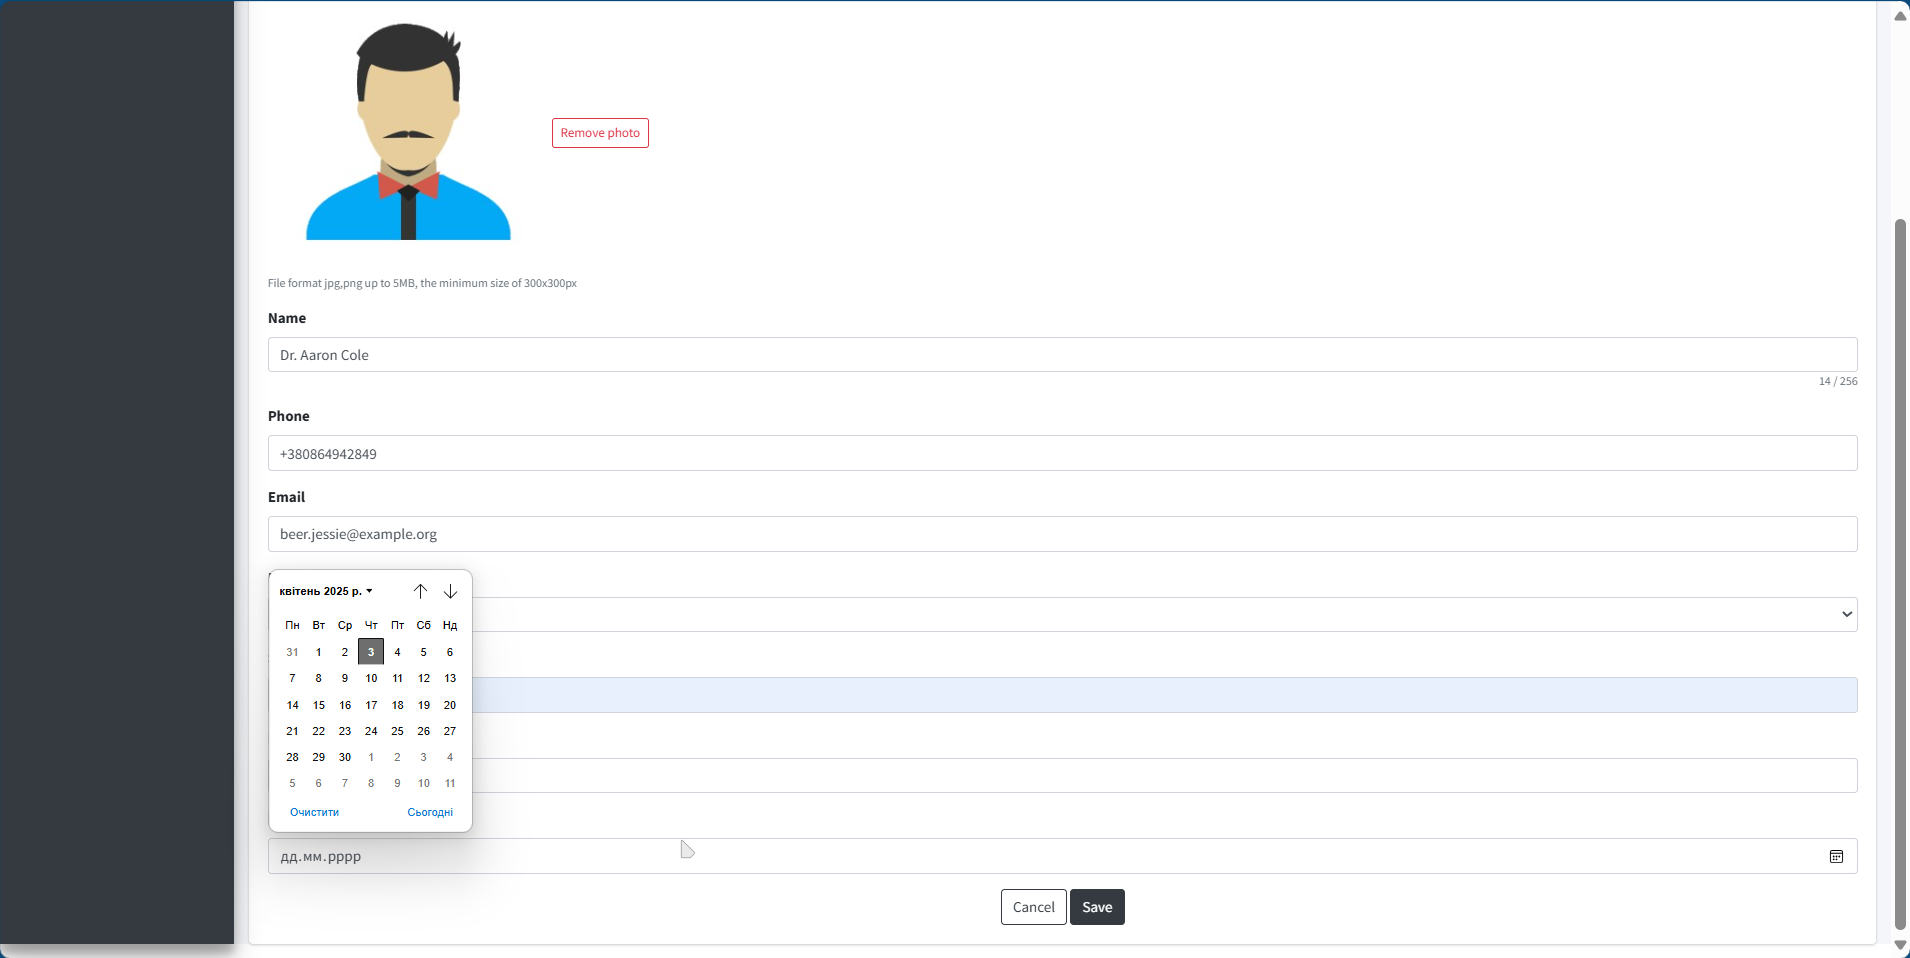 Remove photo
File format jpg,png up to 5MB, the minimum size of 300x300px
Name
Dr. Aaron Cole
14 / 256
Phone
+380864942849
Email
beer.jessie@example.org
квітень 2025 р.
Пн Вт Ср Чт Пт Сб Нд
31 1 2 3 4 5 6
7 8 9 10 11 12 13
14 15 16 17 18 19 20
21 22 23 24 25 26 27
28 29 30 1 2 3 4
5 6 7 8 9 10 11
Очистити Сьогодні
дд.мм.рррр
Cancel Save